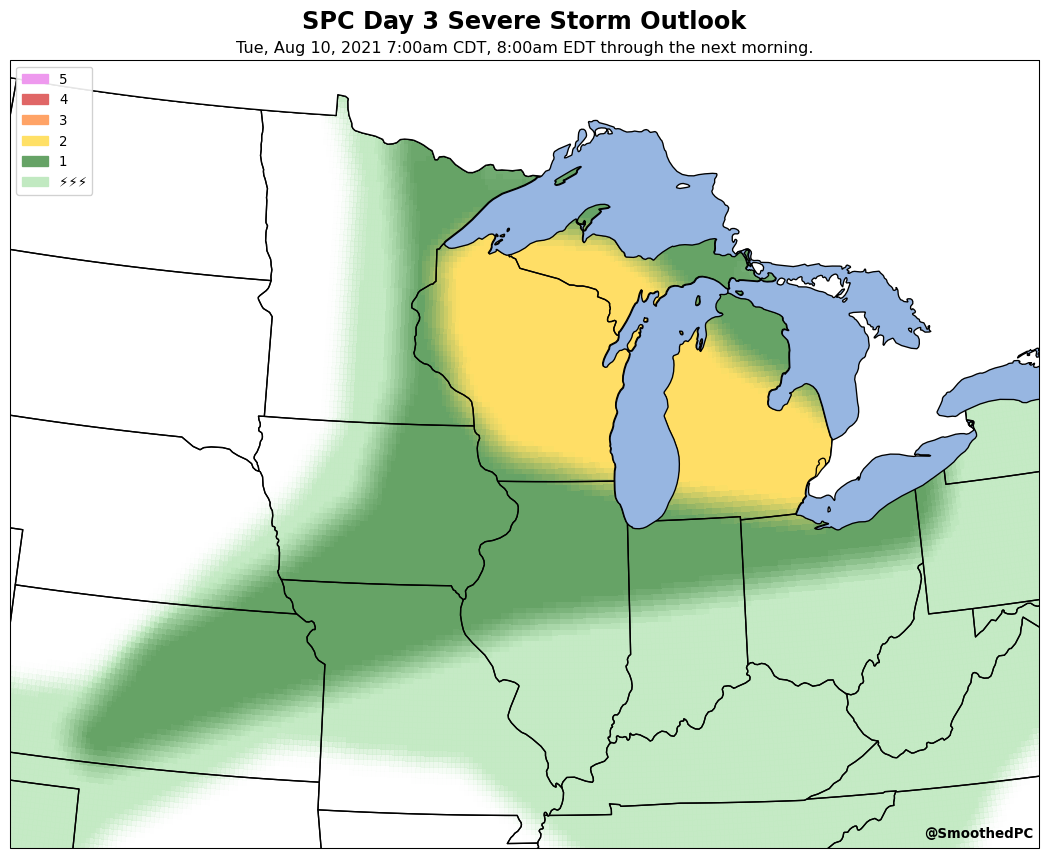 SPC Day 3 Severe Storm Outlook
Tue, Aug 10, 2021 7:00am CDT, 8:00am EDT through the next morning.
5
4
3
2
1
⚡⚡⚡
@SmoothedPC